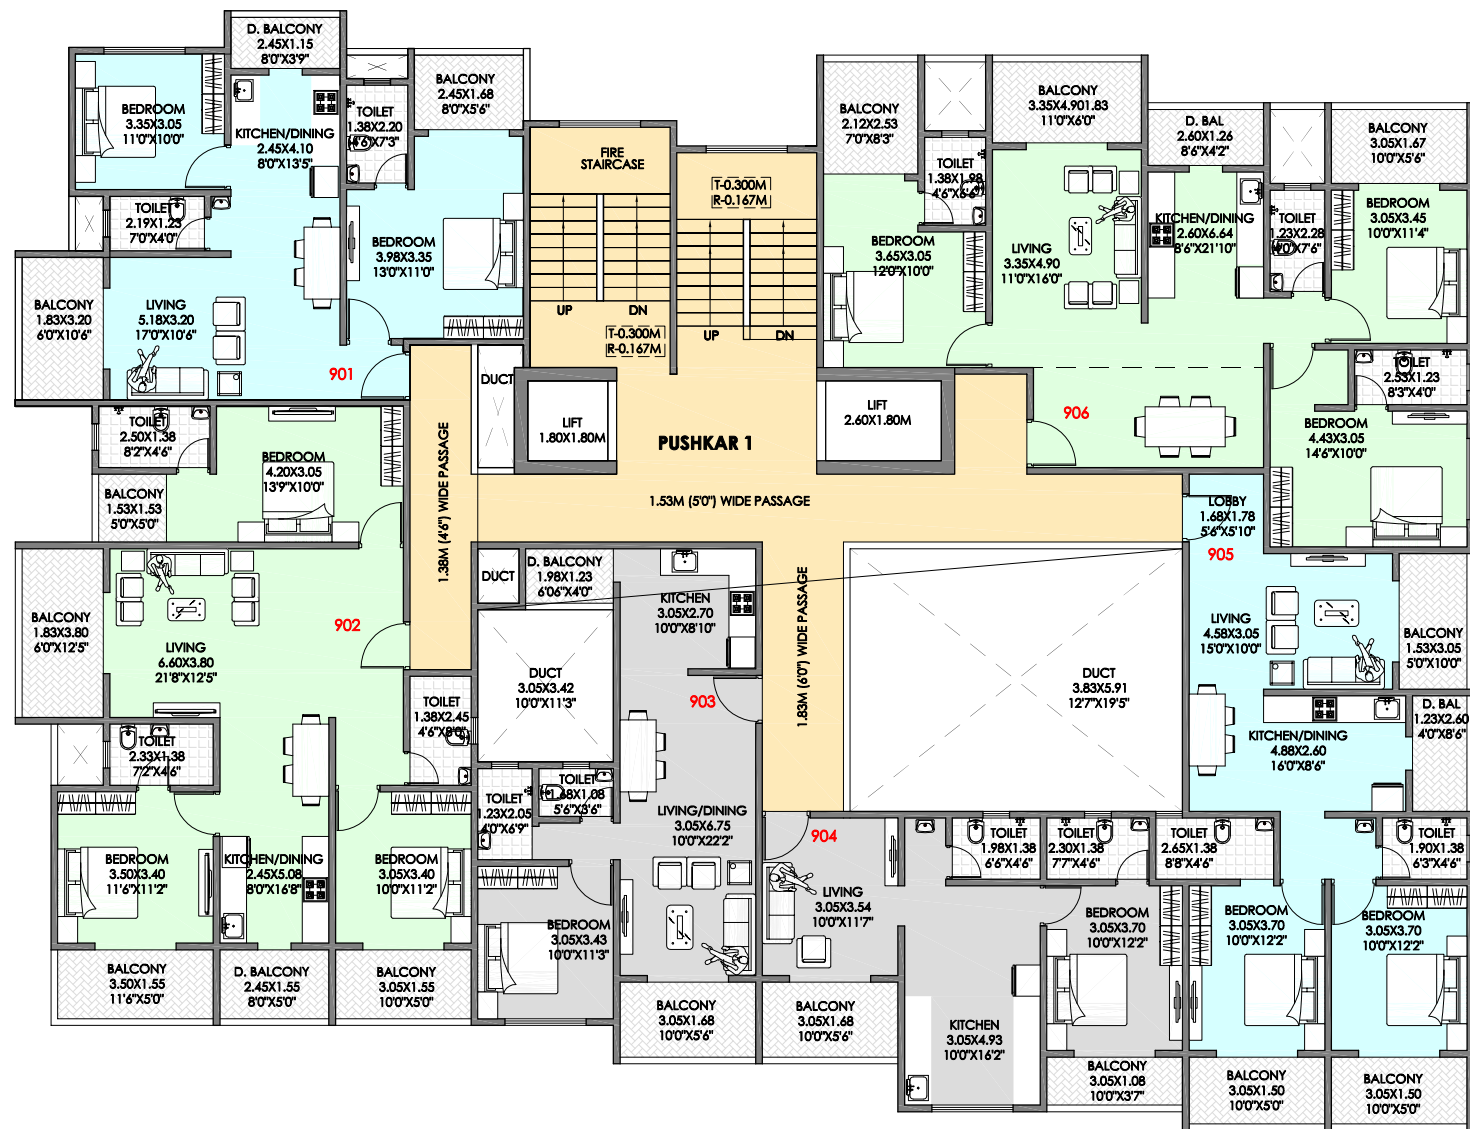 D. BALCONY
2.45X1.15
8'0"X3'9"
BEDROOM
3.35X3.05
11'0"X10'0"
KITCHEN/DINING
2.45X4.10
8'0"X13'5"
TOILET
1.38X2.20
4'6"X7'3"
BALCONY
2.45X1.68
8'0"X5'6"
TOILET
2.19X1.23
7'0"X4'0"
BEDROOM
3.98X3.35
13'0"X11'0"
BALCONY
1.83X3.20
6'0"X10'6"
LIVING
5.18X3.20
17'0"X10'6"
901
FIRE
STAIRCASE
UP
DN
T-0.300M
R-0.167M
T-0.300M
R-0.167M
UP
DN
BALCONY
2.12X2.53
7'0"X8'3"
BALCONY
3.35X4.901.83
11'0"X6'0"
TOILET
1.38X1.98
4'6"X6'6"
D. BAL
2.60X1.26
8'6"X4'2"
BALCONY
3.05X1.67
10'0"X5'6"
BEDROOM
3.65X3.05
12'0"X10'0"
LIVING
3.35X4.90
11'0"X16'0"
KITCHEN/DINING
2.60X6.64
8'6"X21'10"
TOILET
1.23X2.28
4'0"X7'6"
BEDROOM
3.05X3.45
10'0"X11'4"
TOILET
2.53X1.23
8'3"X4'0"
906
BEDROOM
4.43X3.05
14'6"X10'0"
DUCT
LIFT
1.80X1.80M
PUSHKAR 1
LIFT
2.60X1.80M
TOILET
2.50X1.38
8'2"X4'6"
BEDROOM
4.20X3.05
13'9"X10'0"
BALCONY
1.53X1.53
5'0"X5'0"
1.38M (4'6") WIDE PASSAGE
1.53M (5'0") WIDE PASSAGE
LOBBY
1.68X1.78
5'6"X5'10"
905
BALCONY
1.83X3.80
6'0"X12'5"
LIVING
6.60X3.80
21'8"X12'5"
902
DUCT
D. BALCONY
1.98X1.23
6'06"X4'0"
KITCHEN
3.05X2.70
10'0"X8'10"
1.83M (6'0") WIDE PASSAGE
DUCT
3.05X3.42
10'0"X11'3"
903
DUCT
3.83X5.91
12'7"X19'5"
LIVING
4.58X3.05
15'0"X10'0"
BALCONY
1.53X3.05
5'0"X10'0"
TOILET
1.38X2.45
4'6"X8'0"
D. BAL
1.23X2.60
4'0"X8'6"
KITCHEN/DINING
4.88X2.60
16'0"X8'6"
TOILET
2.33X1.38
7'2"X4'6"
TOILET
1.23X2.05
4'0"X6'9"
TOILET
1.68X1.08
5'6"X3'6"
LIVING/DINING
3.05X6.75
10'0"X22'2"
904
TOILET
1.98X1.38
6'6"X4'6"
TOILET
2.30X1.38
7'7"X4'6"
TOILET
2.65X1.38
8'8"X4'6"
TOILET
1.90X1.38
6'3"X4'6"
BEDROOM
3.50X3.40
11'6"X11'2"
KITCHEN/DINING
2.45X5.08
8'0"X16'8"
BEDROOM
3.05X3.40
10'0"X11'2"
BEDROOM
3.05X3.43
10'0"X11'3"
LIVING
3.05X3.54
10'0"X11'7"
BEDROOM
3.05X3.70
10'0"X12'2"
BEDROOM
3.05X3.70
10'0"X12'2"
BEDROOM
3.05X3.70
10'0"X12'2"
BALCONY
3.50X1.55
11'6"X5'0"
D. BALCONY
2.45X1.55
8'0"X5'0"
BALCONY
3.05X1.55
10'0"X5'0"
BALCONY
3.05X1.68
10'0"X5'6"
BALCONY
3.05X1.68
10'0"X5'6"
KITCHEN
3.05X4.93
10'0"X16'2"
BALCONY
3.05X1.08
10'0"X3'7"
BALCONY
3.05X1.50
10'0"X5'0"
BALCONY
3.05X1.50
10'0"X5'0"